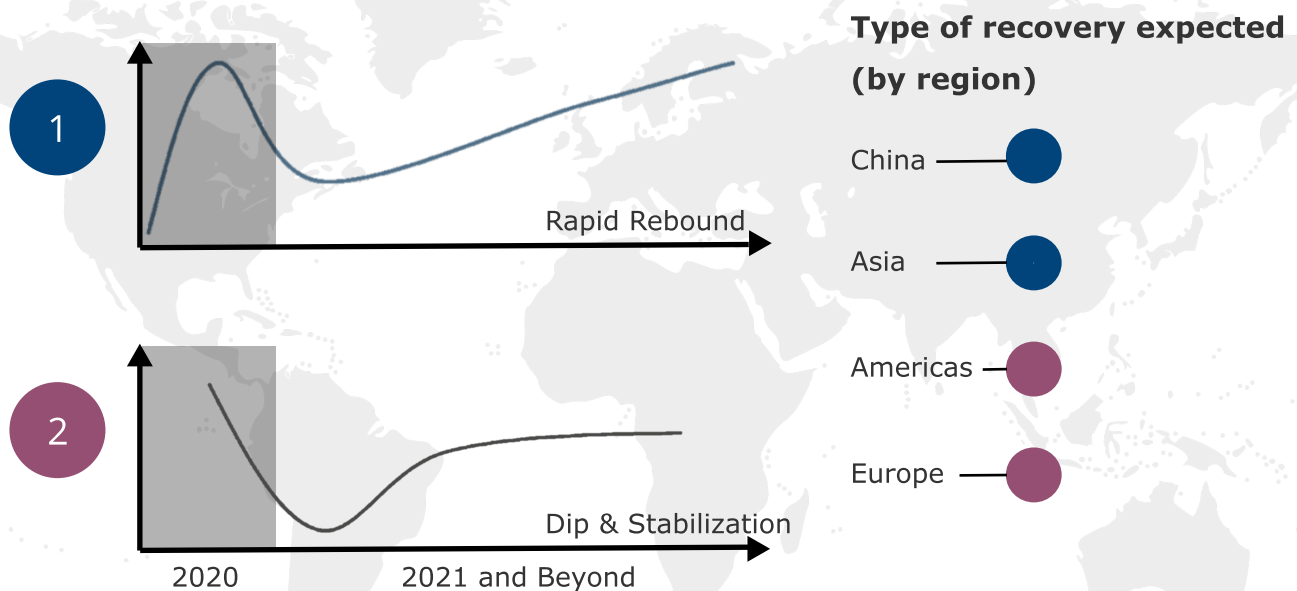 Type of recovery expected
(by region)
1
Rapid Rebound
China
Asia
2
Americas
Europe
Dip & Stabilization
2020
2021 and Beyond